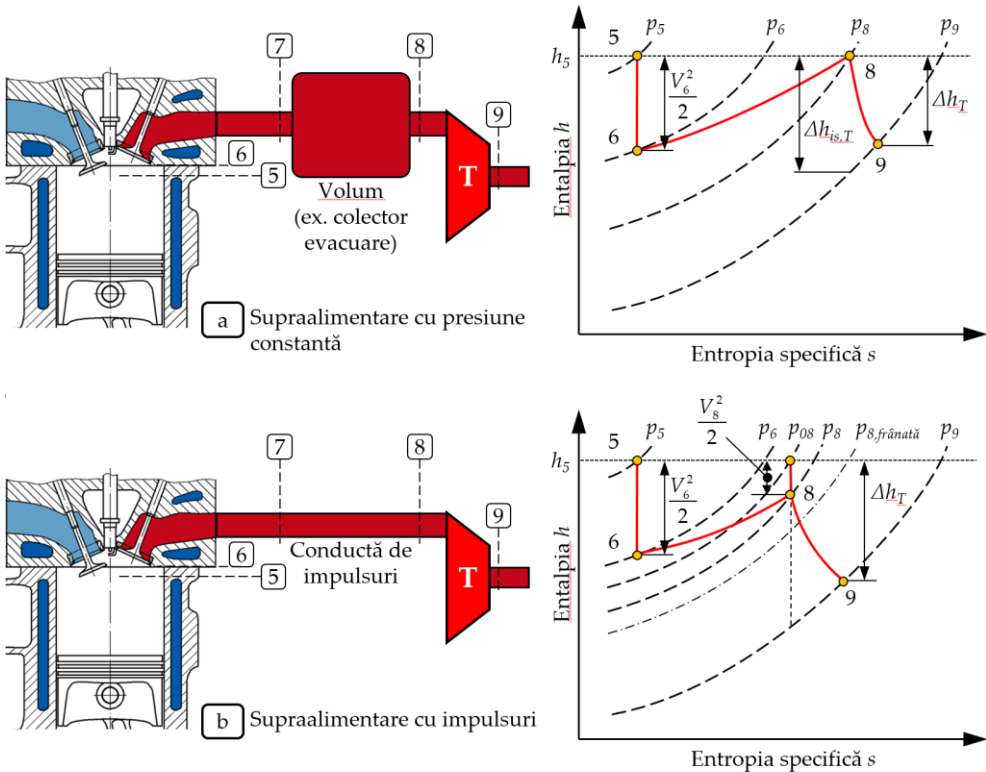 7
8
9
6
5
T
Volum
(ex. colector
evacuare)
a
Supraalimentare cu presiune
constantă
Entalpia h
h₅
5
p₅
p₆
p₈
p₉
V₆²/2
8
Δh_is,T
Δh_T
6
9
Entropia specifică s
7
8
9
6
5
T
Conductă de
impulsuri
b
Supraalimentare cu impulsuri
Entalpia h
V₈²/2
h₅
5
p₅
p₆
p₀₈
p₈
p₈,frânată
p₉
V₆²/2
8
Δh_T
6
9
Entropia specifică s